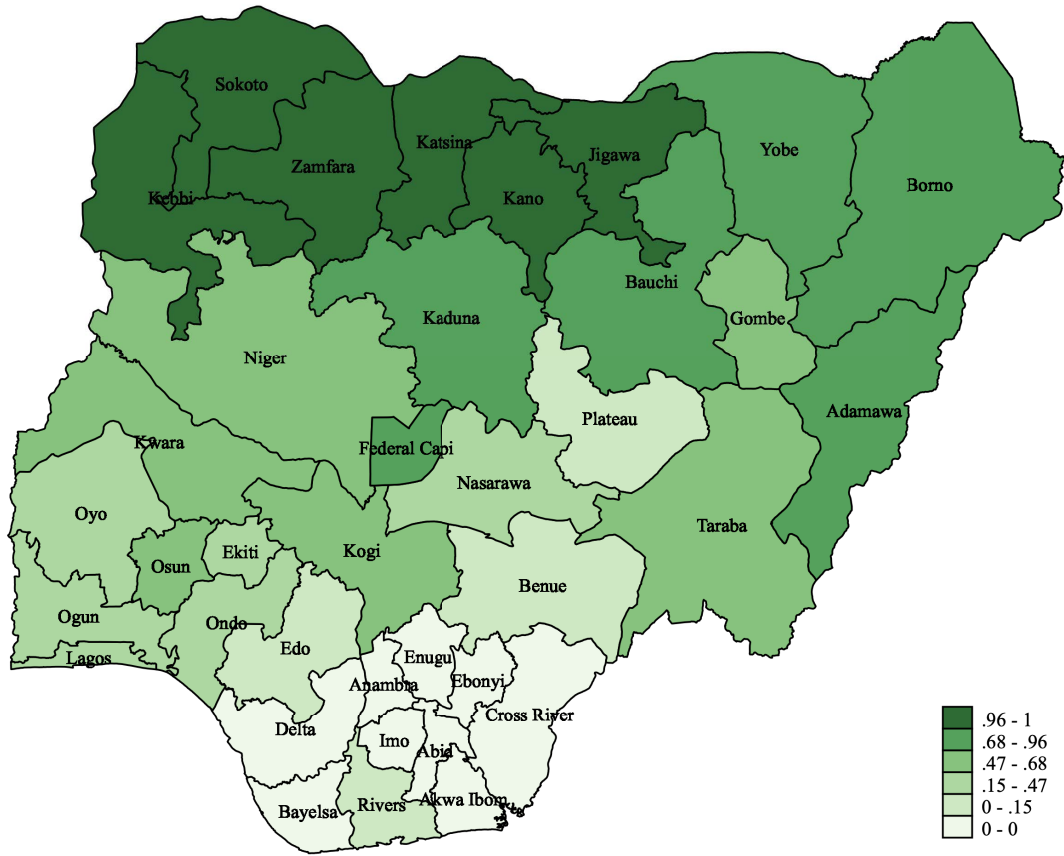 Sokoto
Katsina
Jigawa
Yobe
Zamfara
Borno
Kebbi
Kano
Bauchi
Kaduna
Gombe
Niger
Adamawa
Plateau
Kwara
Federal Capi
Nasarawa
Oyo
Taraba
Ekiti
Kogi
Osun
Benue
Ogun
Ondo
Edo
Lagos
Enugu
Anambra
Ebonyi
Cross River
Delta
Imo
Abia
Bayelsa
Rivers
Akwa Ibom
.96 - 1
.68 - .96
.47 - .68
.15 - .47
0 - .15
0 - 0